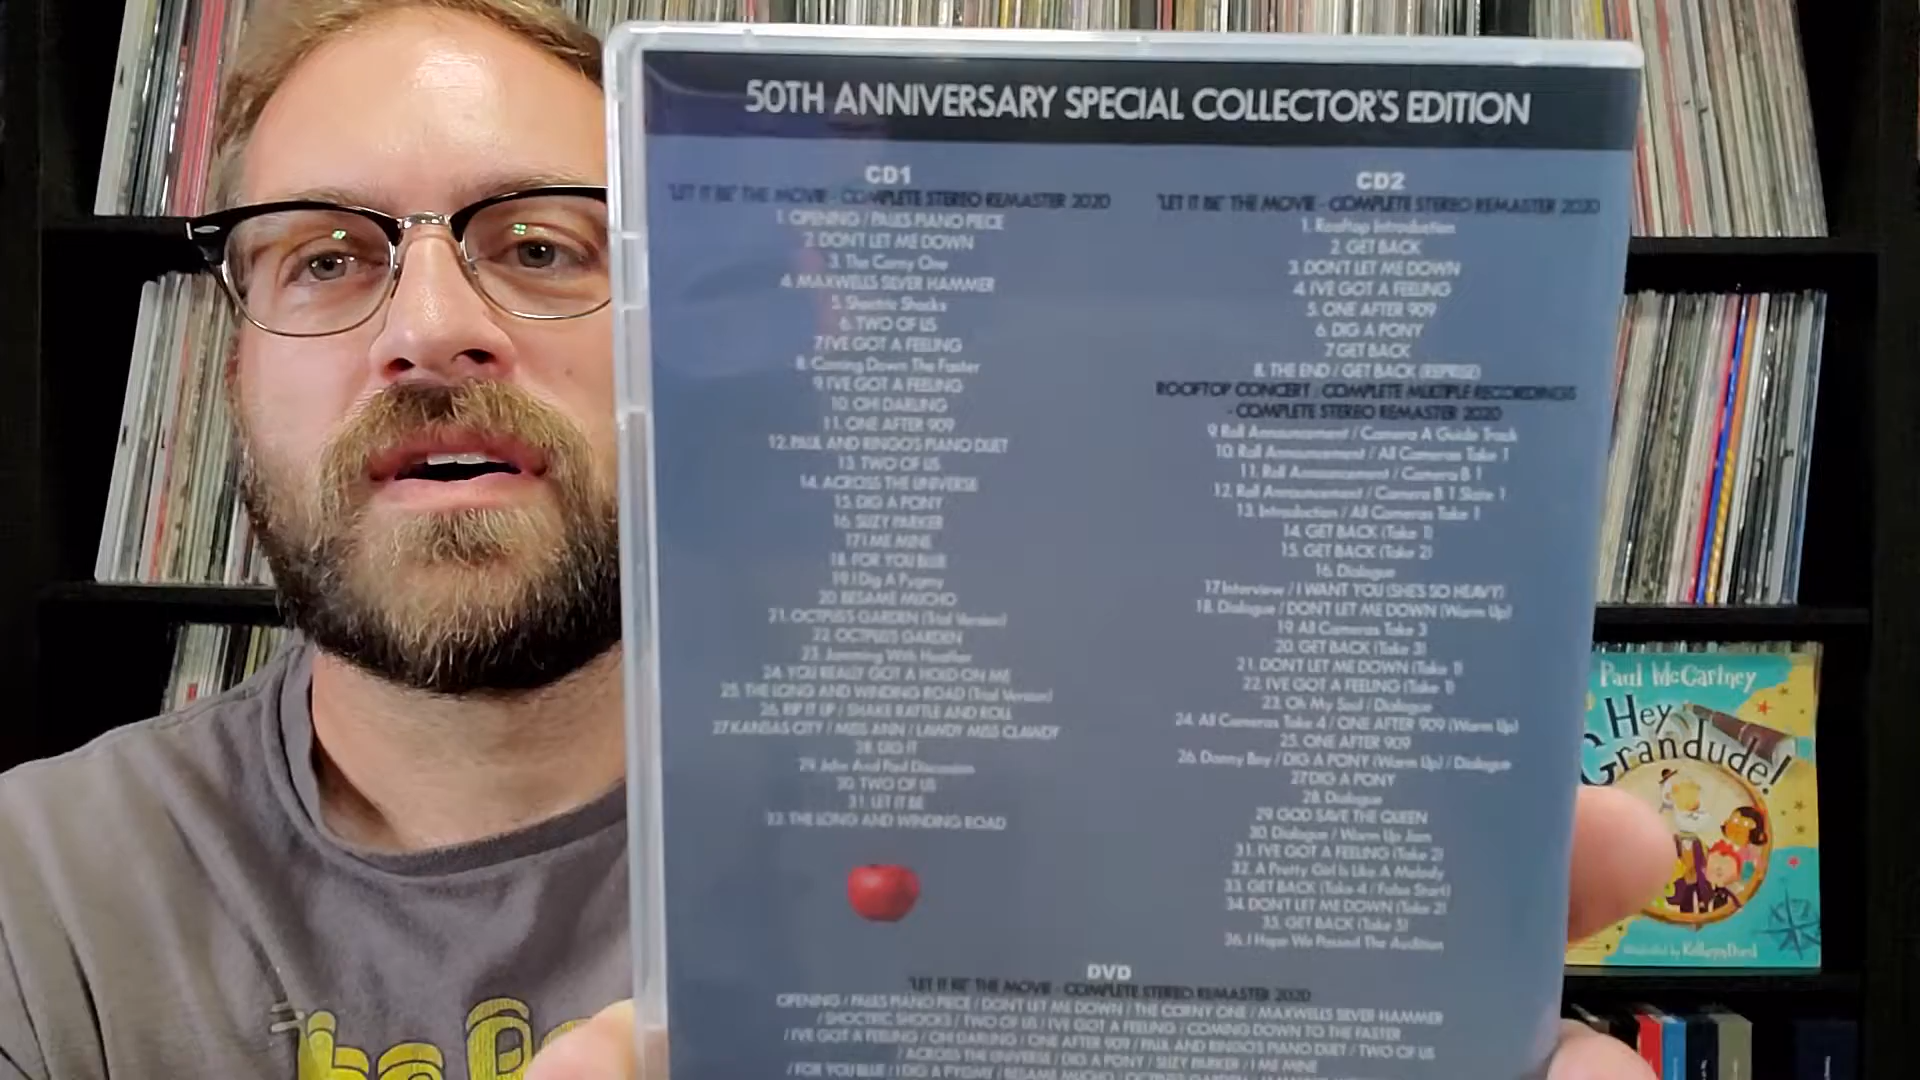 50TH ANNIVERSARY SPECIAL COLLECTOR'S EDITION
CD1
'LET IT BE' THE MOVIE - COMPLETE STEREO REMASTER 2020
1. OPENING / PAULS PIANO PIECE
2. DON'T LET ME DOWN
3. The Corny One
4. MAXWELLS SILVER HAMMER
5. Shoctric Shocks
6. TWO OF US
7 I'VE GOT A FEELING
8. Coming Down The Faster
9. I'VE GOT A FEELING
10. OH DARLING
11. ONE AFTER 909
12. PAUL AND RINGO'S PIANO DUET
13. TWO OF US
14. ACROSS THE UNIVERSE
15. DIG A PONY
16. SUZY PARKER
17 I ME MINE
18. FOR YOU BLUE
19 I Dig A Pygmy
20. BESAME MUCHO
21. OCTPUS'S GARDEN (Trial Version)
22. OCTPUS'S GARDEN
23. Jamming With Heather
24. YOU REALLY GOT A HOLD ON ME
25. THE LONG AND WINDING ROAD (Trial Version)
26. RIP IT UP / SHAKE RATTLE AND ROLL
27 KANSAS CITY / MISS ANN / LAWDY MISS CLAWDY
28. DIG IT
29. John And Paul Discussion
30. TWO OF US
31. LET IT BE
32. THE LONG AND WINDING ROAD
CD2
'LET IT BE' THE MOVIE - COMPLETE STEREO REMASTER 2020
1. Rooftop Introduction
2. GET BACK
3. DON'T LET ME DOWN
4. I'VE GOT A FEELING
5. ONE AFTER 909
6. DIG A PONY
7 GET BACK
8. THE END / GET BACK (REPRISE)
ROOFTOP CONCERT : COMPLETE MULTIPLE RECORDINGS
- COMPLETE STEREO REMASTER 2020
9 Roll Announcement / Camera A Guide Track
10. Roll Announcement / All Cameras Take 1
11. Roll Announcement / Camera B 1
12. Roll Announcement / Camera B 1 Slate 1
13. Introduction / All Cameras Take 1
14. GET BACK (Take 1)
15. GET BACK (Take 2)
16. Dialogue
17 Interview / I WANT YOU (SHE'S SO HEAVY)
18. Dialogue / DON'T LET ME DOWN (Warm Up)
19. All Cameras Take 3
20. GET BACK (Take 3)
21. DON'T LET ME DOWN (Take 1)
22. I'VE GOT A FEELING (Take 1)
23. Oh My Soul / Dialogue
24. All Cameras Take 4 / ONE AFTER 909 (Warm Up)
25. ONE AFTER 909
26. Danny Boy / DIG A PONY (Warm Up) / Dialogue
27 DIG A PONY
28. Dialogue
29 GOD SAVE THE QUEEN
30. Dialogue / Warm Up Jam
31. I'VE GOT A FEELING (Take 2)
32. A Pretty Girl Is Like A Melody
33. GET BACK (Take 4 / False Start)
34. DON'T LET ME DOWN (Take 2)
35. GET BACK (Take 5)
36. I Hope We Passed The Audition
DVD
'LET IT BE' THE MOVIE - COMPLETE STEREO REMASTER 2020
OPENING / PAULS PIANO PIECE / DON'T LET ME DOWN / THE CORNY ONE / MAXWELLS SILVER HAMMER
/ SHOCTRIC SHOCKS / TWO OF US / I'VE GOT A FEELING / COMING DOWN TO THE FASTER
/ I'VE GOT A FEELING / OH DARLING / ONE AFTER 909 / PAUL AND RINGO'S PIANO DUET / TWO OF US
/ ACROSS THE UNIVERSE / DIG A PONY / SUZY PARKER / I ME MINE
/ FOR YOU BLUE / I DIG A PYGMY / BESAME MUCHO
Paul McCartney
Hey
Grandude!
Illustrated by Kathryn Durst